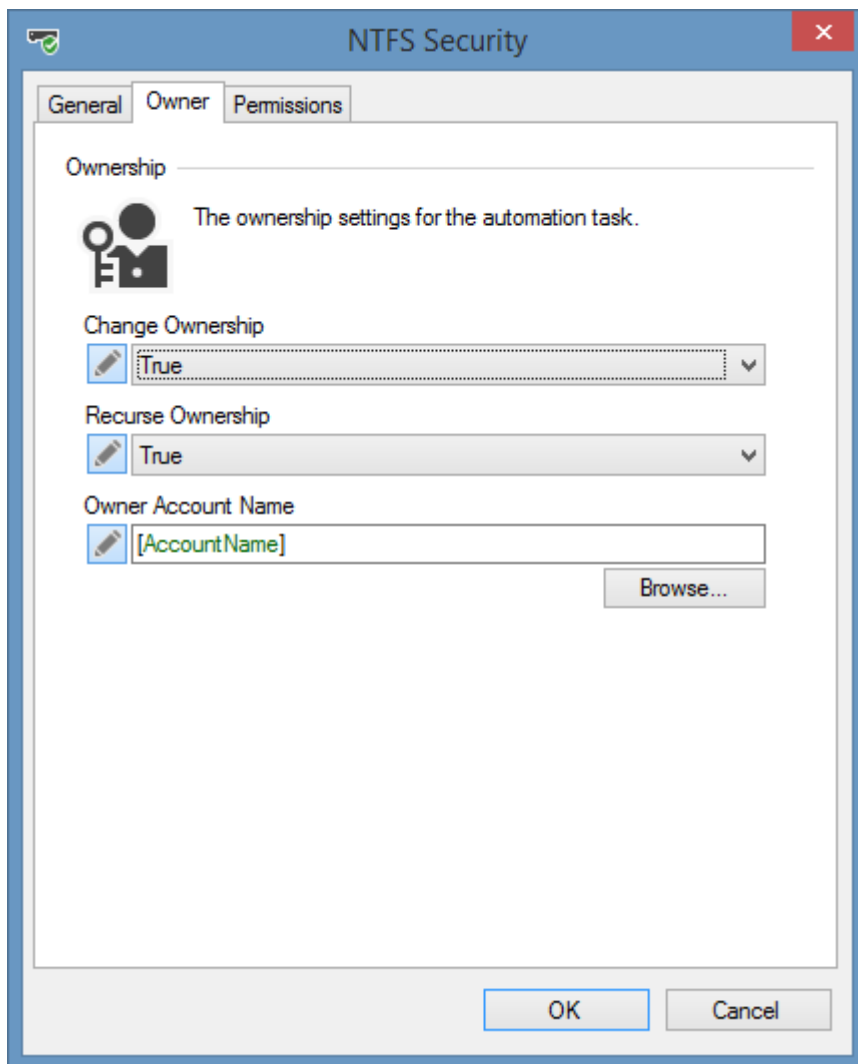 NTFS Security
General
Owner
Permissions
Ownership
The ownership settings for the automation task.
Change Ownership
True
Recurse Ownership
True
Owner Account Name
[AccountName]
Browse...
OK
Cancel